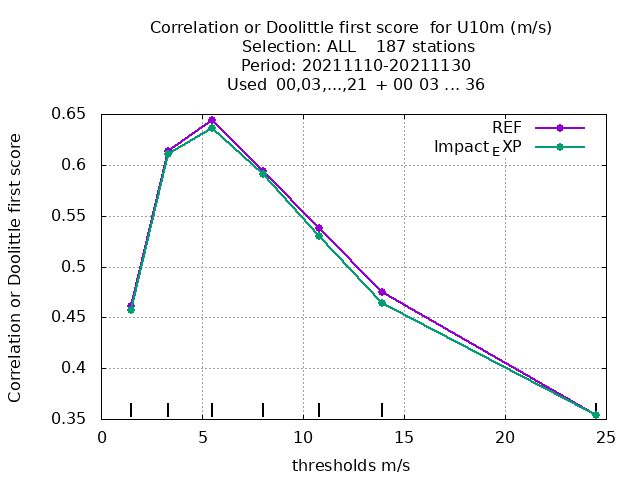 Correlation or Doolittle first score  for U10m (m/s)
Selection: ALL    187 stations
Period: 20211110-20211130
Used  00,03,...,21  + 00 03 ... 36
Correlation or Doolittle first score
0.65
0.6
0.55
0.5
0.45
0.4
0.35
REF
Impact_EXP
0 5 10 15 20 25
thresholds m/s